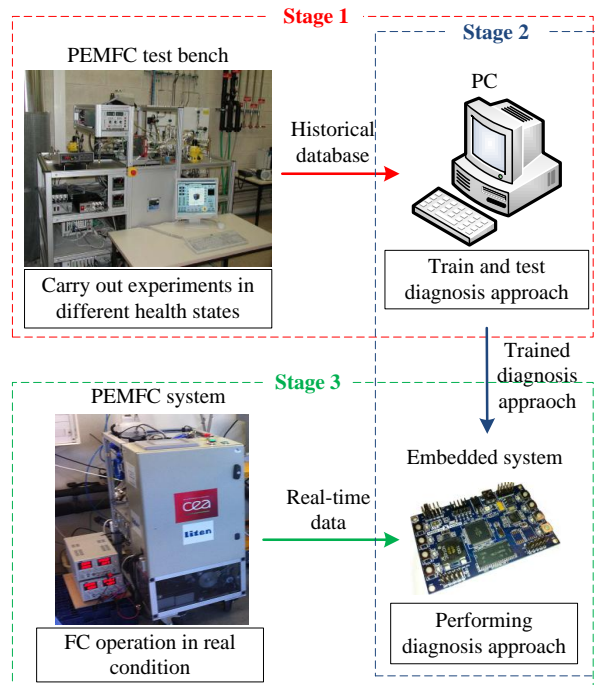 Stage 1
Stage 2
PEMFC test bench
PC
Historical
database
Carry out experiments in
different health states
Train and test
diagnosis approach
Trained
diagnosis
appraoch
Stage 3
PEMFC system
Embedded system
cea
liten
Real-time
data
FC operation in real
condition
Performing
diagnosis approach